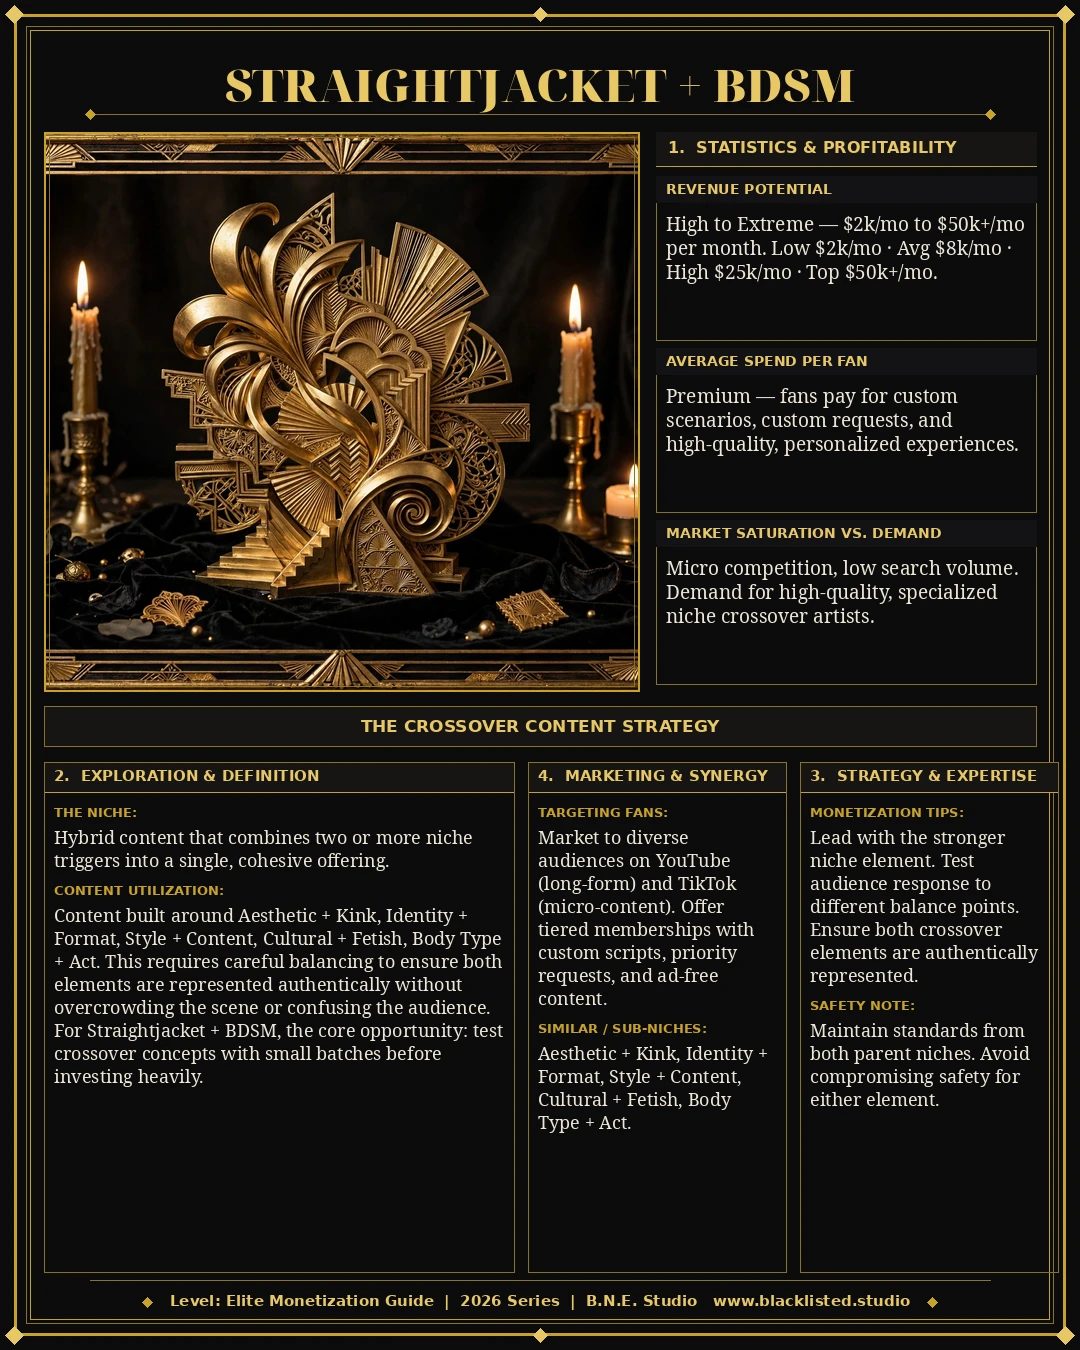 STRAIGHTJACKET + BDSM
1. STATISTICS & PROFITABILITY
REVENUE POTENTIAL
High to Extreme — $2k/mo to $50k+/mo
per month. Low $2k/mo · Avg $8k/mo ·
High $25k/mo · Top $50k+/mo.
AVERAGE SPEND PER FAN
Premium — fans pay for custom
scenarios, custom requests, and
high-quality, personalized experiences.
MARKET SATURATION VS. DEMAND
Micro competition, low search volume.
Demand for high-quality, specialized
niche crossover artists.
THE CROSSOVER CONTENT STRATEGY
2. EXPLORATION & DEFINITION
THE NICHE:
Hybrid content that combines two or more niche
triggers into a single, cohesive offering.
CONTENT UTILIZATION:
Content built around Aesthetic + Kink, Identity +
Format, Style + Content, Cultural + Fetish, Body Type
+ Act. This requires careful balancing to ensure both
elements are represented authentically without
overcrowding the scene or confusing the audience.
For Straightjacket + BDSM, the core opportunity: test
crossover concepts with small batches before
investing heavily.
4. MARKETING & SYNERGY
TARGETING FANS:
Market to diverse
audiences on YouTube
(long-form) and TikTok
(micro-content). Offer
tiered memberships with
custom scripts, priority
requests, and ad-free
content.
SIMILAR / SUB-NICHES:
Aesthetic + Kink, Identity +
Format, Style + Content,
Cultural + Fetish, Body
Type + Act.
3. STRATEGY & EXPERTISE
MONETIZATION TIPS:
Lead with the stronger
niche element. Test
audience response to
different balance points.
Ensure both crossover
elements are authentically
represented.
SAFETY NOTE:
Maintain standards from
both parent niches. Avoid
compromising safety for
either element.
Level: Elite Monetization Guide | 2026 Series | B.N.E. Studio www.blacklisted.studio